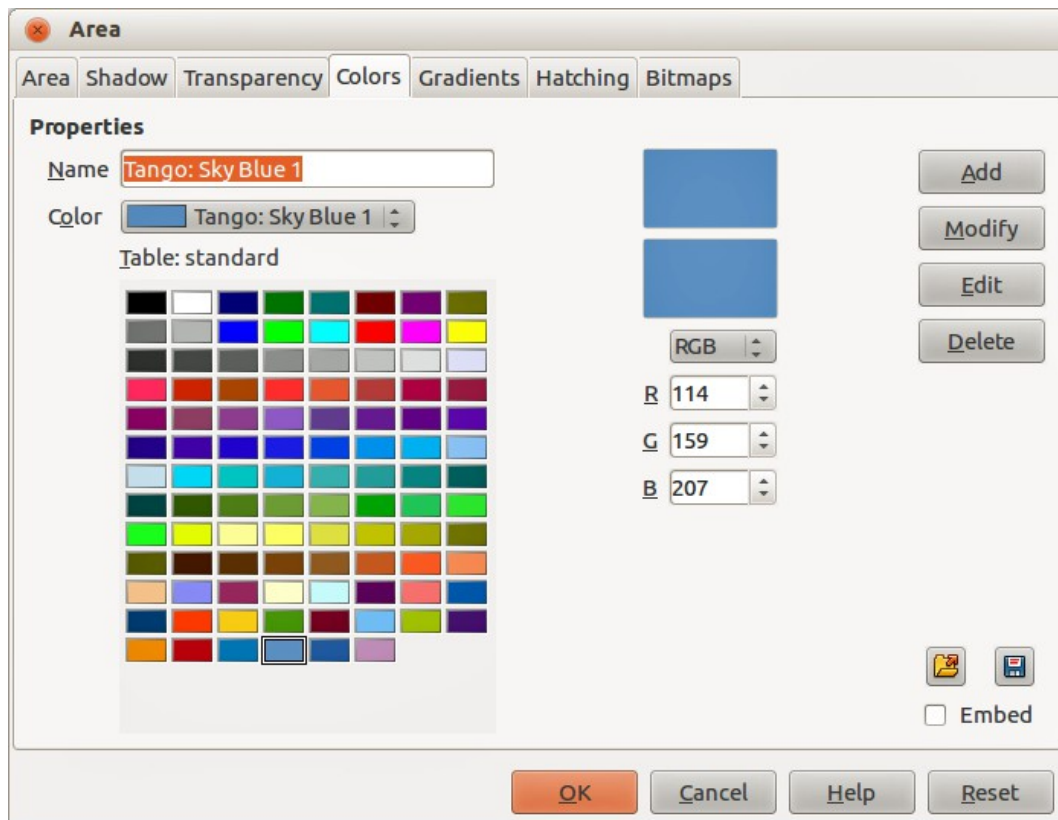 Area
Area Shadow Transparency Colors Gradients Hatching Bitmaps
Properties
Name Tango: Sky Blue 1
Color Tango: Sky Blue 1
Table: standard
Add
Modify
Edit
Delete
RGB
R 114
G 159
B 207
Embed
OK Cancel Help Reset